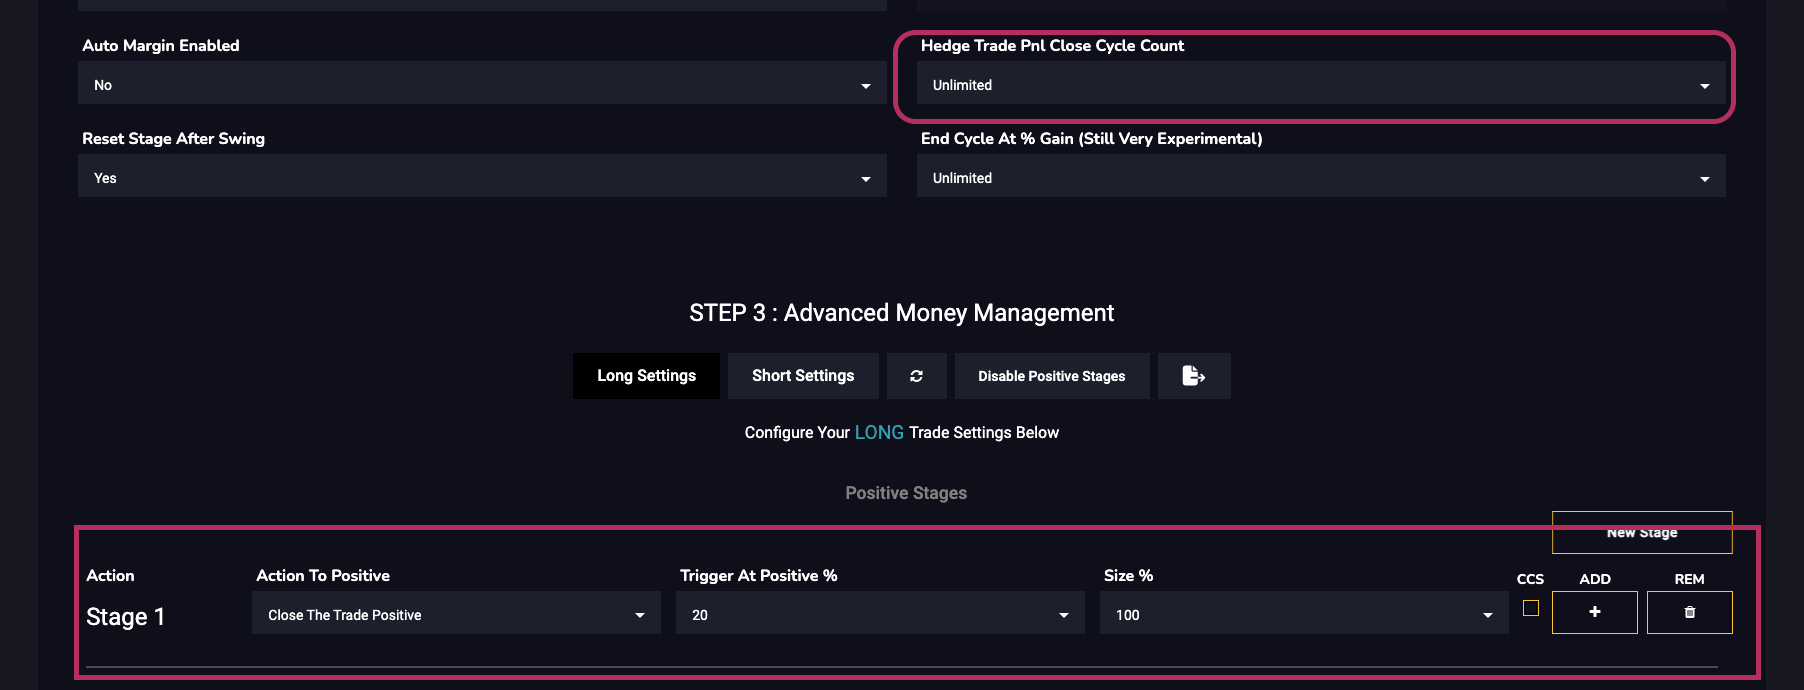 Auto Margin Enabled
Hedge Trade Pnl Close Cycle Count
No
Unlimited
Reset Stage After Swing
End Cycle At % Gain (Still Very Experimental)
Yes
Unlimited
STEP 3 : Advanced Money Management
Long Settings
Short Settings
Disable Positive Stages
Configure Your LONG Trade Settings Below
Positive Stages
New Stage
Action
Action To Positive
Trigger At Positive %
Size %
CCS
ADD
REM
Stage 1
Close The Trade Positive
20
100